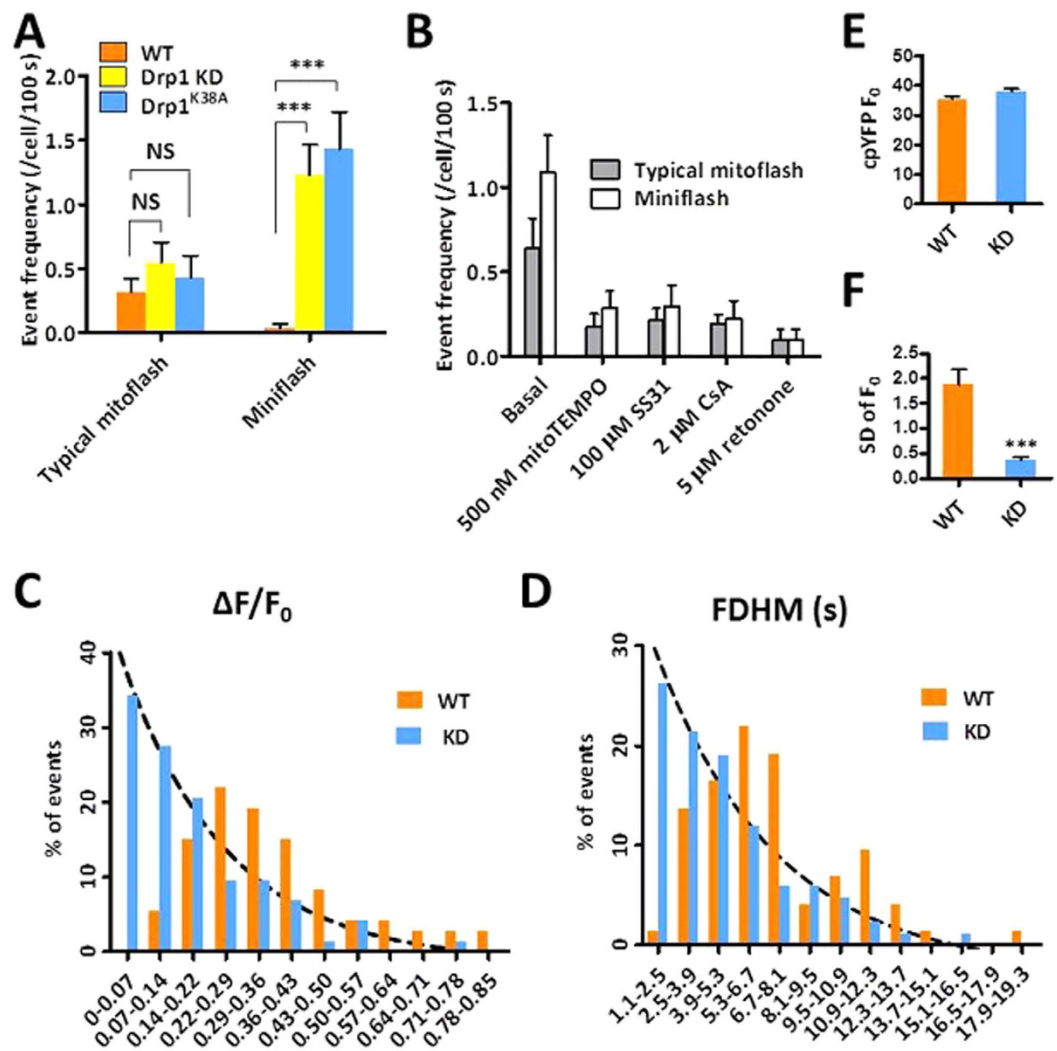 A
WT
Drp1 KD
Drp1K38A
Event frequency (/cell/100 s)
2.0
1.5
1.0
0.5
0.0
NS
NS
***
***
Typical mitoflash
Miniflash
B
Event frequency (/cell/100 s)
1.5
1.0
0.5
0.0
Typical mitoflash
Miniflash
Basal
500 nM mitoTEMPO
100 μM SS31
2 μM CsA
5 μM retonone
E
cpYFP F0
50
40
30
20
10
0
WT
KD
F
SD of F0
2.5
2.0
1.5
1.0
0.5
0.0
***
WT
KD
C
ΔF/F0
% of events
40
30
20
10
0
WT
KD
0-0.07
0.07-0.14
0.14-0.22
0.22-0.29
0.29-0.36
0.36-0.43
0.43-0.50
0.50-0.57
0.57-0.64
0.64-0.71
0.71-0.78
0.78-0.85
D
FDHM (s)
% of events
30
20
10
0
WT
KD
1.1-2.5
2.5-3.9
3.9-5.3
5.3-6.7
6.7-8.1
8.1-9.5
9.5-10.9
10.9-12.3
12.3-13.7
13.7-15.1
15.1-16.5
16.5-17.9
17.9-19.3